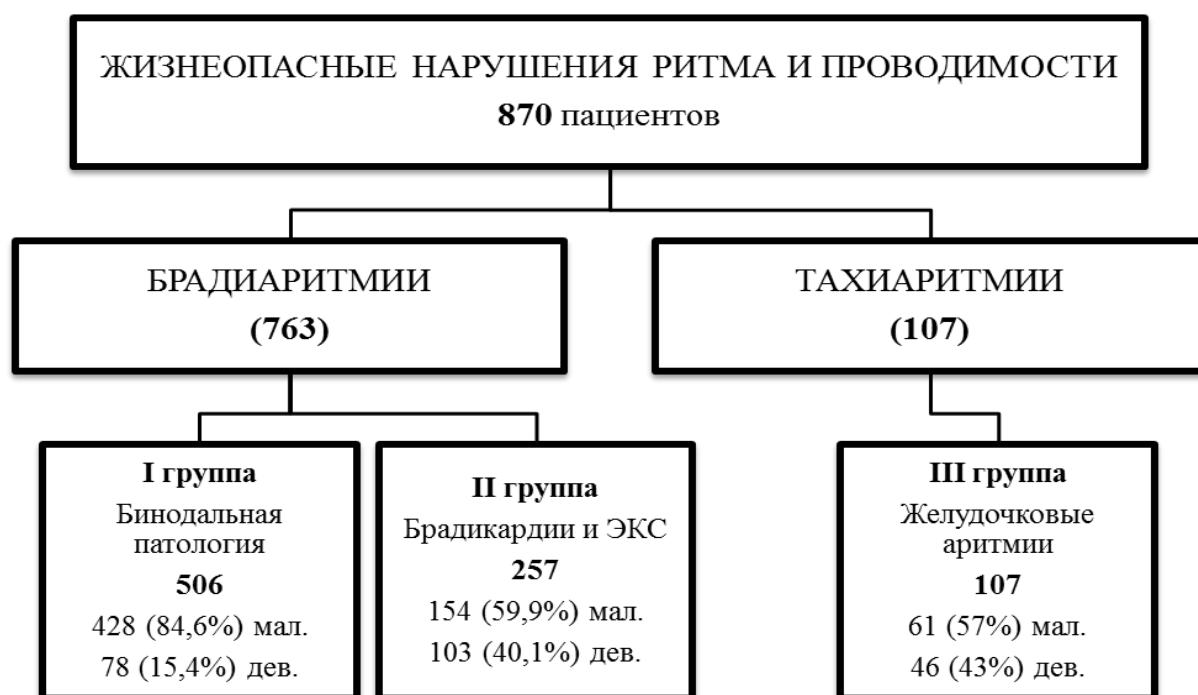 ЖИЗНЕОПАСНЫЕ НАРУШЕНИЯ РИТМА И ПРОВОДИМОСТИ
870 пациентов
БРАДИАРИТМИИ
(763)
ТАХИАРИТМИИ
(107)
I группа
Бинодальная
патология
506
428 (84,6%) мал.
78 (15,4%) дев.
II группа
Брадикардии и ЭКС
257
154 (59,9%) мал.
103 (40,1%) дев.
III группа
Желудочковые
аритмии
107
61 (57%) мал.
46 (43%) дев.